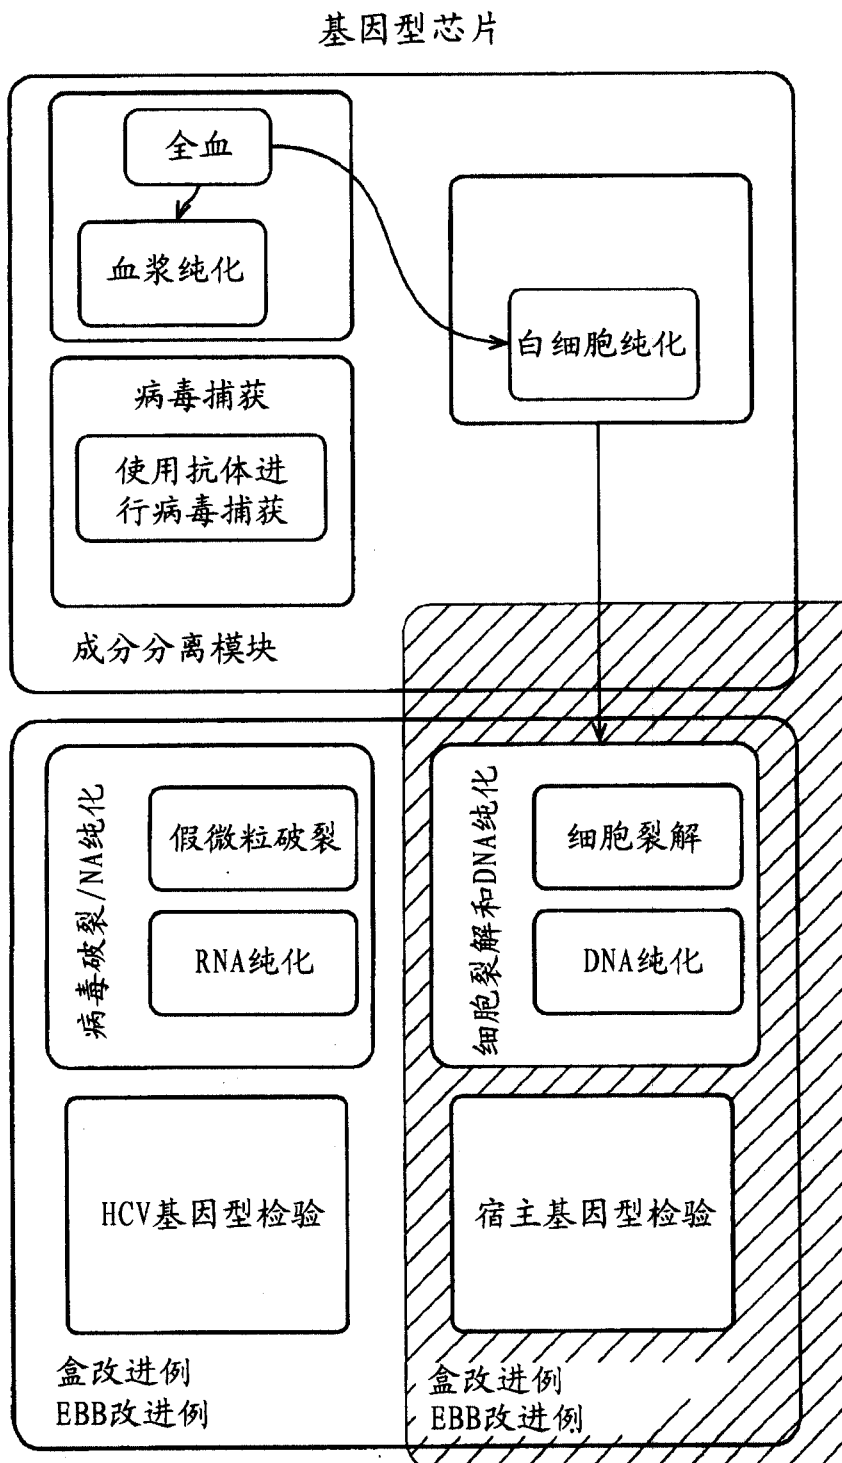 基因型芯片
全血
血浆纯化
白细胞纯化
病毒捕获
使用抗体进
行病毒捕获
成分分离模块
病毒破裂/NA纯化
假微粒破裂
RNA纯化
细胞裂解和DNA纯化
细胞裂解
DNA纯化
HCV基因型检验
宿主基因型检验
盒改进例
EBB改进例
盒改进例
EBB改进例